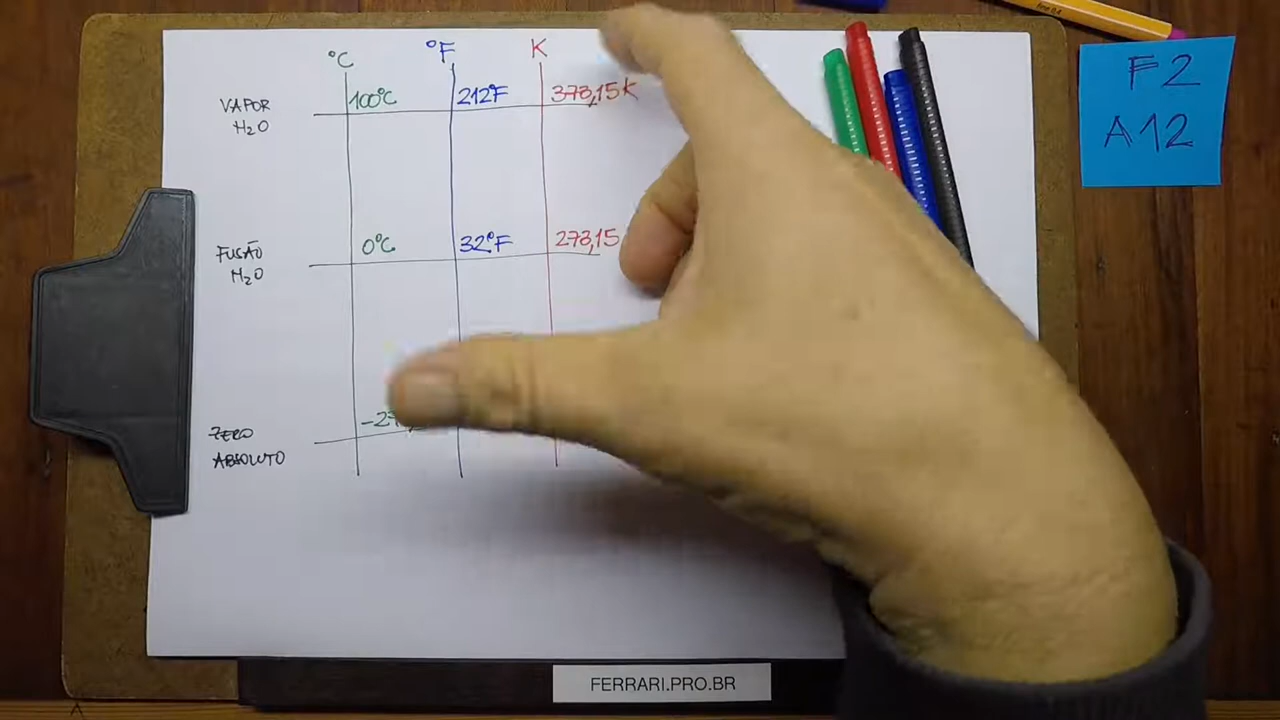 °C °F K
VAPOR 100°C 212°F 373,15K
H₂O
FUSÃO 0°C 32°F 273,15
H₂O
ZERO
ABSOLUTO
F2
A12
FERRARI.PRO.BR